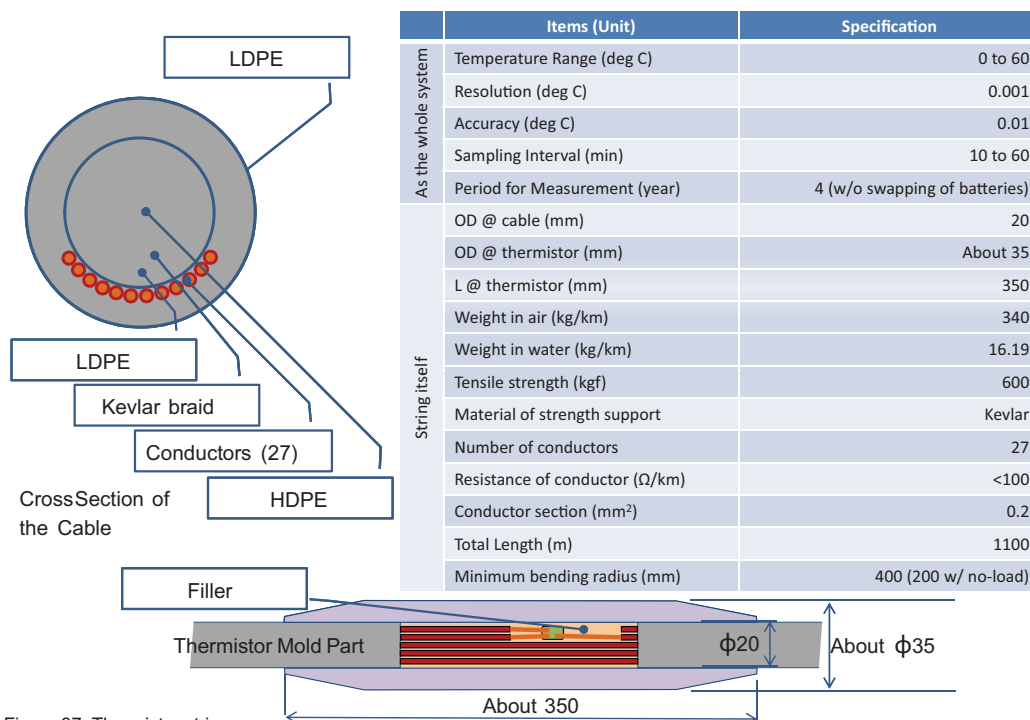 LDPE
LDPE
Kevlar braid
Conductors (27)
HDPE
CrossSection of
the Cable
Items (Unit) Specification
As the whole system
Temperature Range (deg C) 0 to 60
Resolution (deg C) 0.001
Accuracy (deg C) 0.01
Sampling Interval (min) 10 to 60
Period for Measurement (year) 4 (w/o swapping of batteries)
String itself
OD @ cable (mm) 20
OD @ thermistor (mm) About 35
L @ thermistor (mm) 350
Weight in air (kg/km) 340
Weight in water (kg/km) 16.19
Tensile strength (kgf) 600
Material of strength support Kevlar
Number of conductors 27
Resistance of conductor (Ω/km) <100
Conductor section (mm²) 0.2
Total Length (m) 1100
Minimum bending radius (mm) 400 (200 w/ no-load)
Filler
Thermistor Mold Part
ϕ20
About ϕ35
About 350